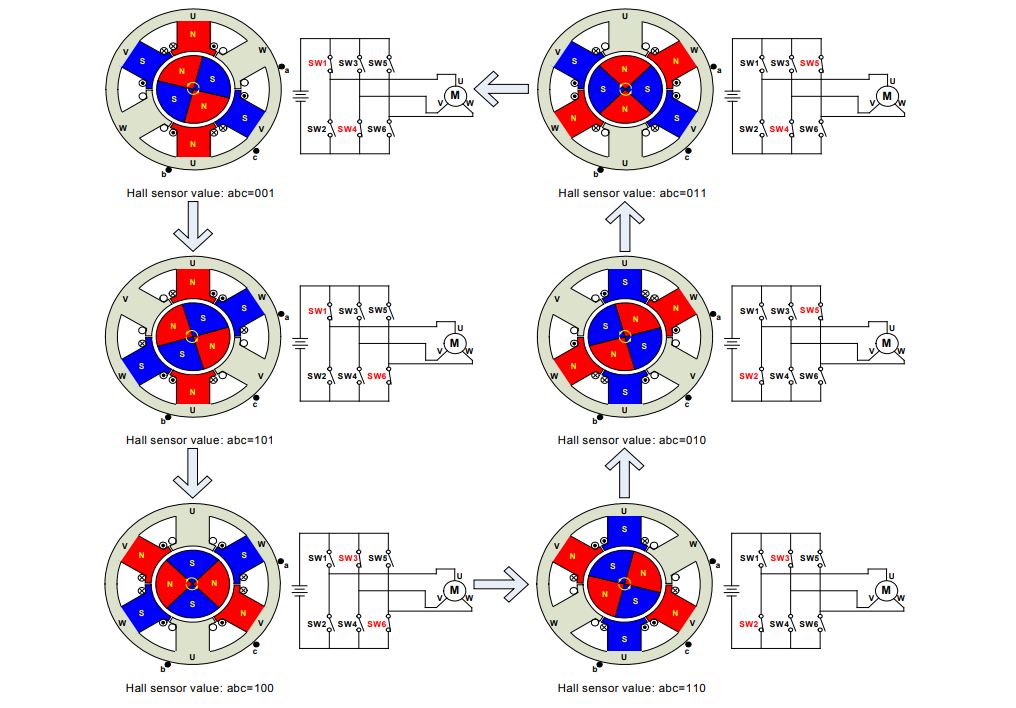 U
N
V
S
W
N
S
S
N
a
S
W
V
N
U
b
c
SW1 SW3 SW5
U
M
V W
SW2 SW4 SW6
Hall sensor value: abc=001
U
V
S
W
N
N
S
S
N
a
N
W
S
V
U
b
c
SW1 SW3 SW5
U
M
V W
SW2 SW4 SW6
Hall sensor value: abc=011
U
N
V
W
S
S
N
N
S
a
S
W
V
N
U
b
c
SW1 SW3 SW5
U
M
V W
SW2 SW4 SW6
Hall sensor value: abc=101
U
S
V
W
N
N
S
S
N
a
N
W
V
S
U
b
c
SW1 SW3 SW5
U
M
V W
SW2 SW4 SW6
Hall sensor value: abc=010
U
V
N
W
S
S
N
N
S
a
S
W
N
V
U
b
c
SW1 SW3 SW5
U
M
V W
SW2 SW4 SW6
Hall sensor value: abc=100
U
S
V
N
W
S
N
N
S
a
W
N
V
S
U
b
c
SW1 SW3 SW5
U
M
V W
SW2 SW4 SW6
Hall sensor value: abc=110